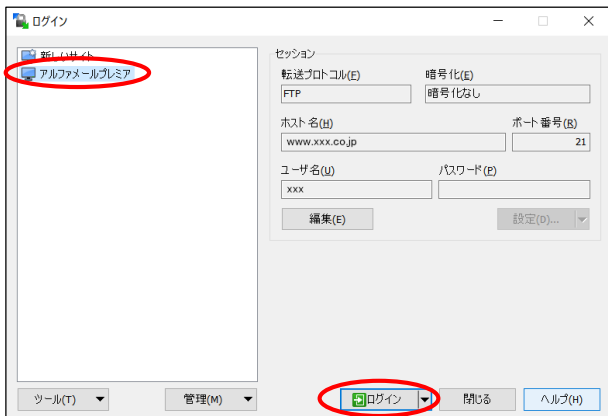 ログイン
新しいサイト
アルファメールプレミア
セッション
転送プロトコル(F)
暗号化(E)
FTP
暗号化なし
ホスト名(H)
ポート番号(R)
www.xxx.co.jp
21
ユーザ名(U)
パスワード(P)
xxx
編集(E)
設定(D)...
ツール(T)
管理(M)
ログイン
閉じる
ヘルプ(H)